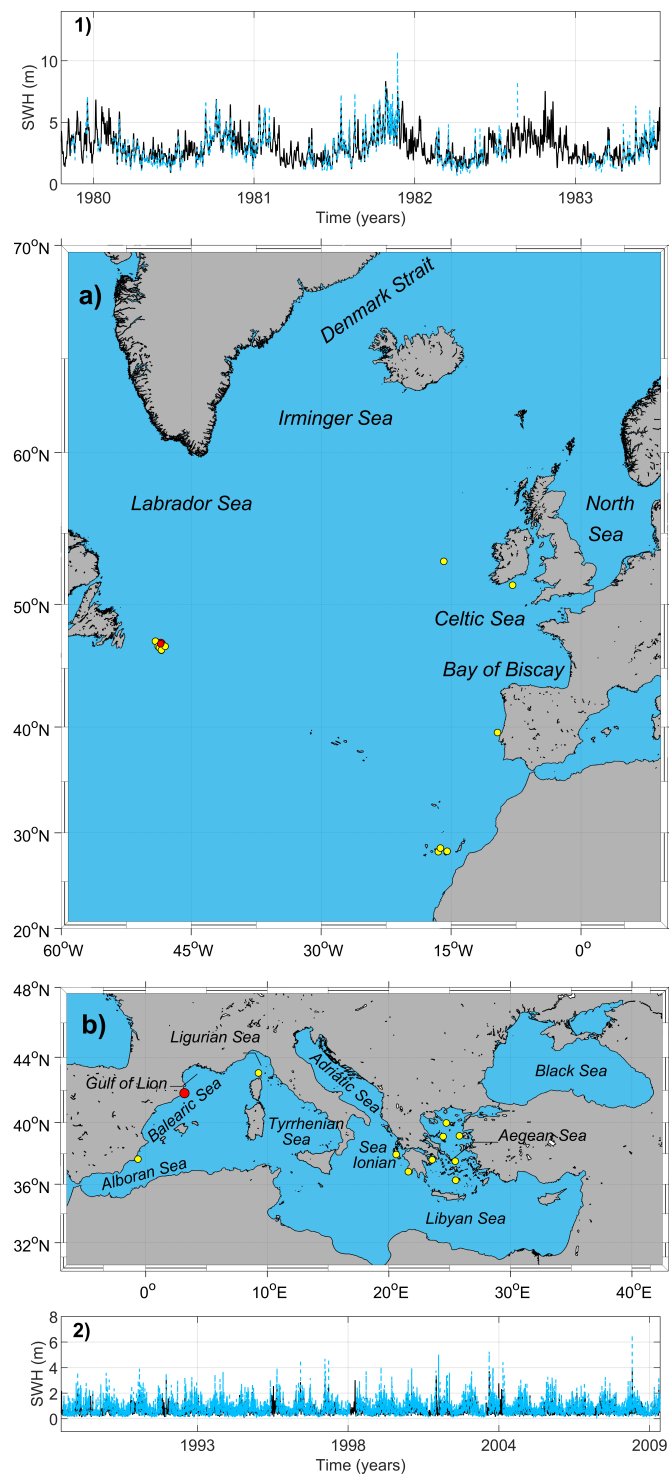 1)
SWH (m)
10
5
0
1980
1981
1982
1983
Time (years)
70°N
a)
Denmark Strait
Irminger Sea
60°N
Labrador Sea
North
Sea
50°N
Celtic Sea
Bay of Biscay
40°N
30°N
20°N
60°W
45°W
30°W
15°W
0°
48°N
b)
Ligurian Sea
44°N
Adriatic Sea
Black Sea
Gulf of Lion
Balearic Sea
40°N
Tyrrhenian
Sea
Sea
Ionian
Aegean Sea
Alboran Sea
36°N
Libyan Sea
32°N
0°
10°E
20°E
30°E
40°E
2)
SWH (m)
8
6
4
2
0
1993
1998
2004
2009
Time (years)